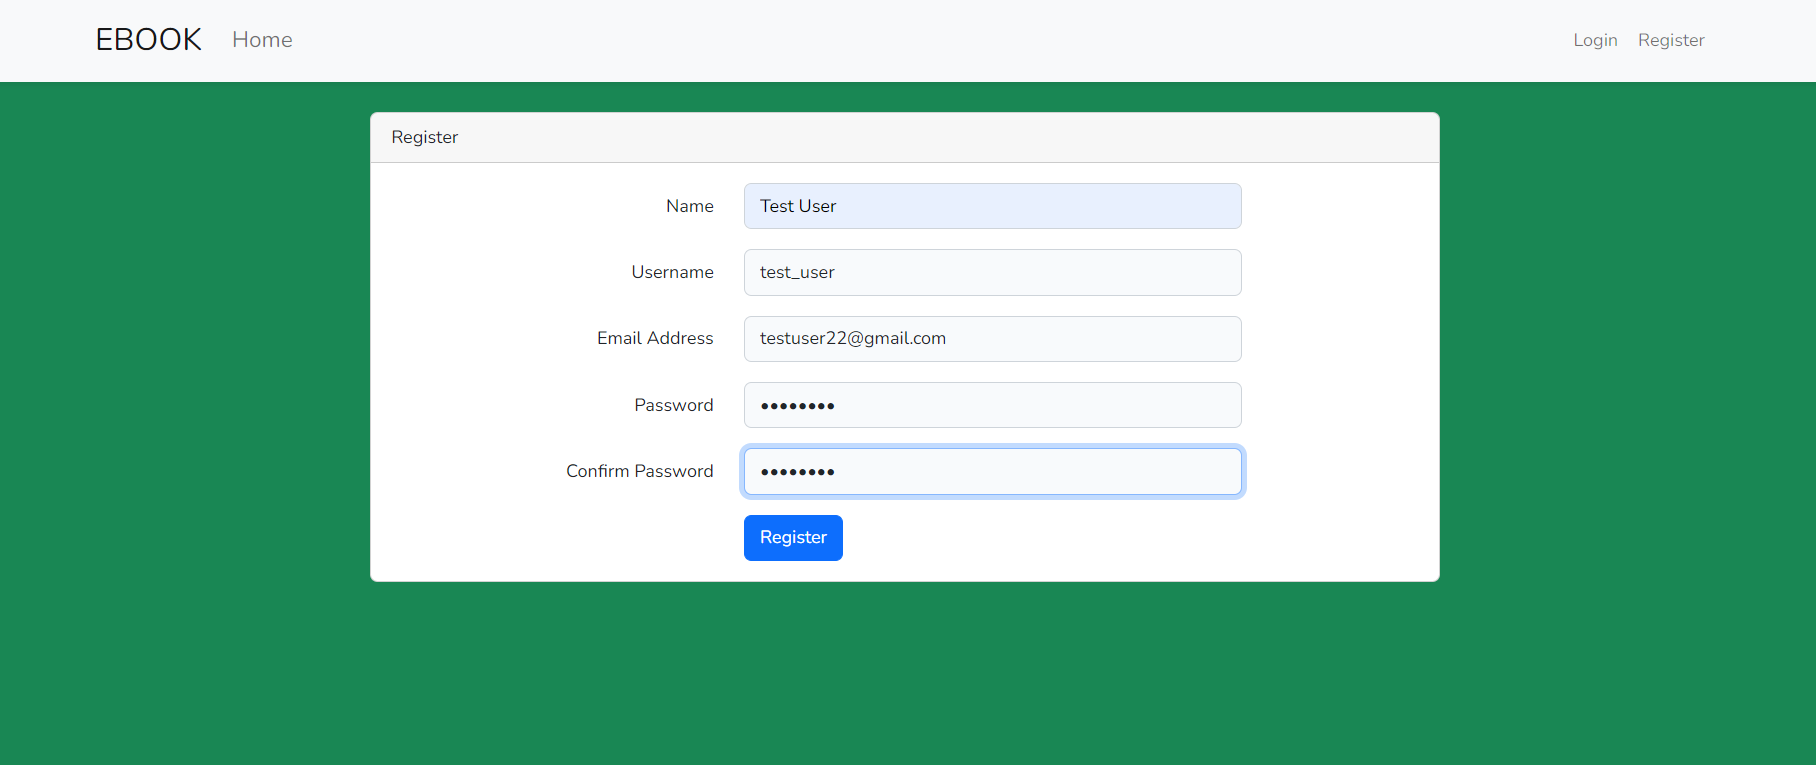 EBOOK Home Login Register
Register
Name Test User
Username test_user
Email Address testuser22@gmail.com
Password ••••••••
Confirm Password ••••••••
Register